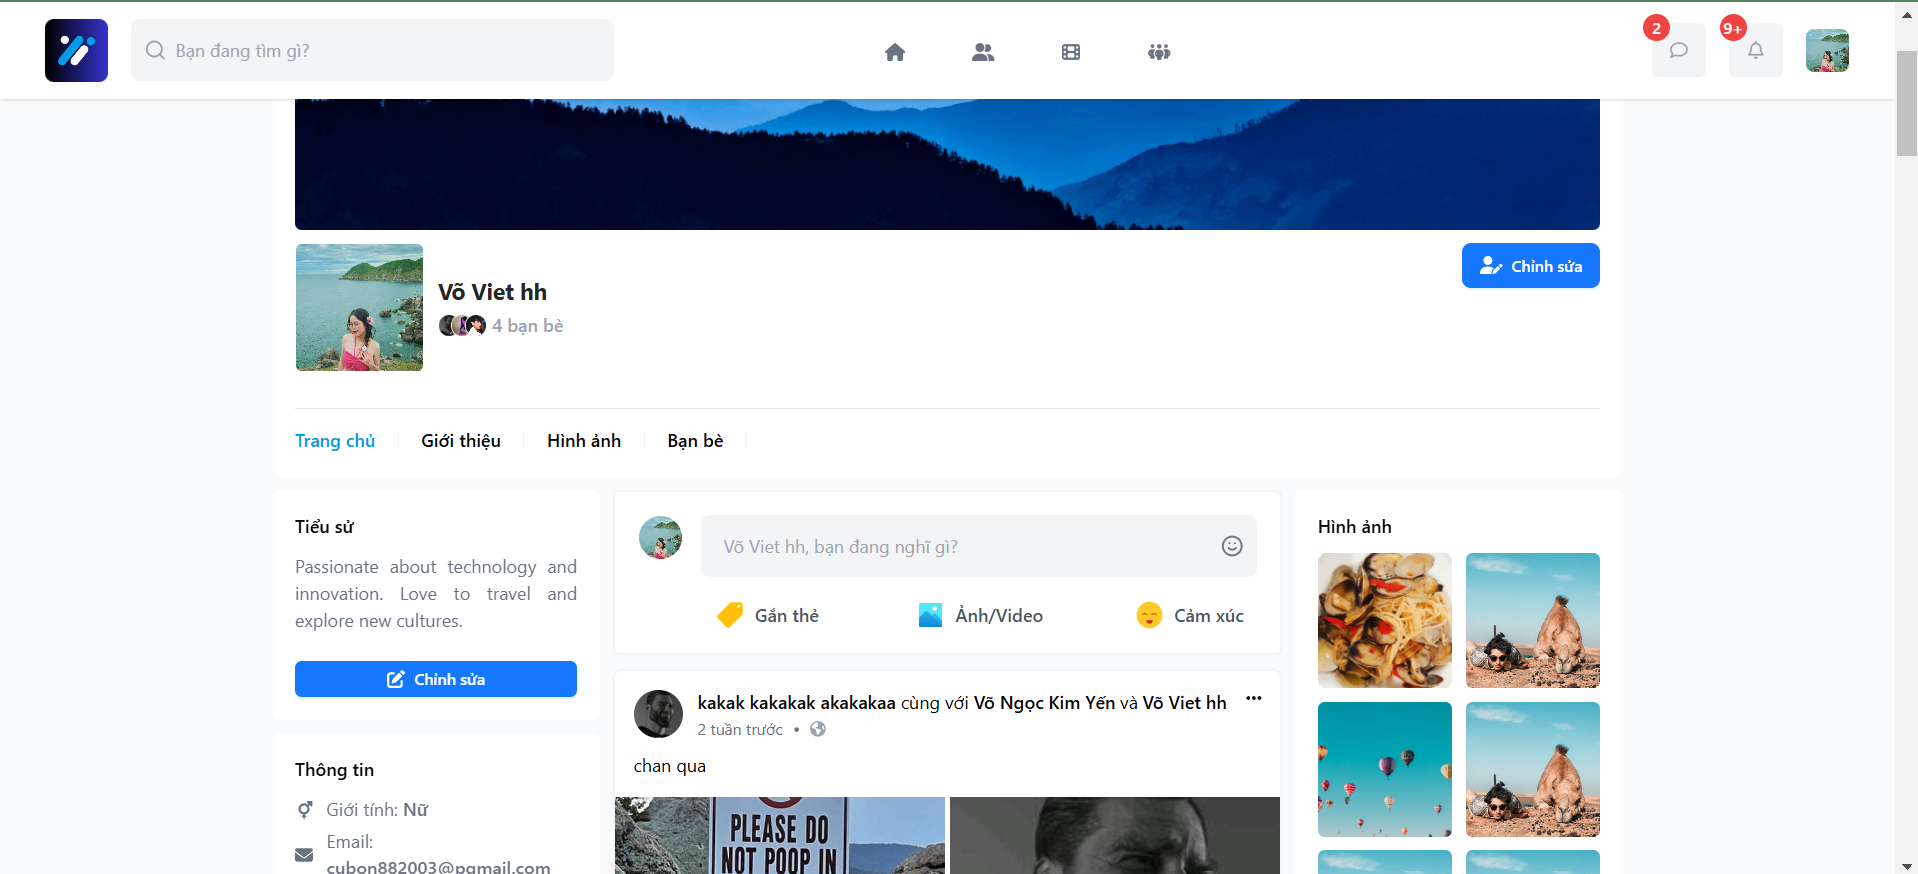 Bạn đang tìm gì?
2
9+
Võ Viet hh
4 bạn bè
Chỉnh sửa
Trang chủ
Giới thiệu
Hình ảnh
Bạn bè
Tiểu sử
Passionate about technology and
innovation. Love to travel and
explore new cultures.
Chỉnh sửa
Thông tin
Giới tính: Nữ
Email:
cubon882003@pgmail.com
Võ Viet hh, bạn đang nghĩ gì?
Gắn thẻ
Ảnh/Video
Cảm xúc
kakak kakakak akakakaa cùng với Võ Ngọc Kim Yến và Võ Viet hh
2 tuần trước •
chan qua
PLEASE DO
NOT POOP IN
Hình ảnh